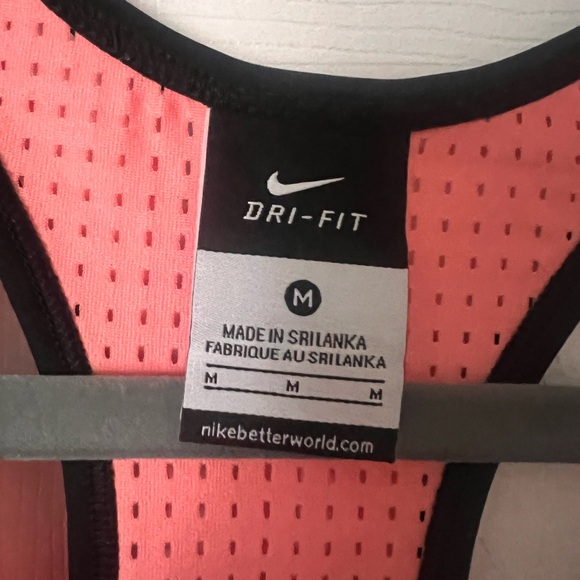 DRI-FIT
M
MADE IN SRI LANKA
FABRIQUE AU SRI LANKA
M M M
nikebetterworld.com